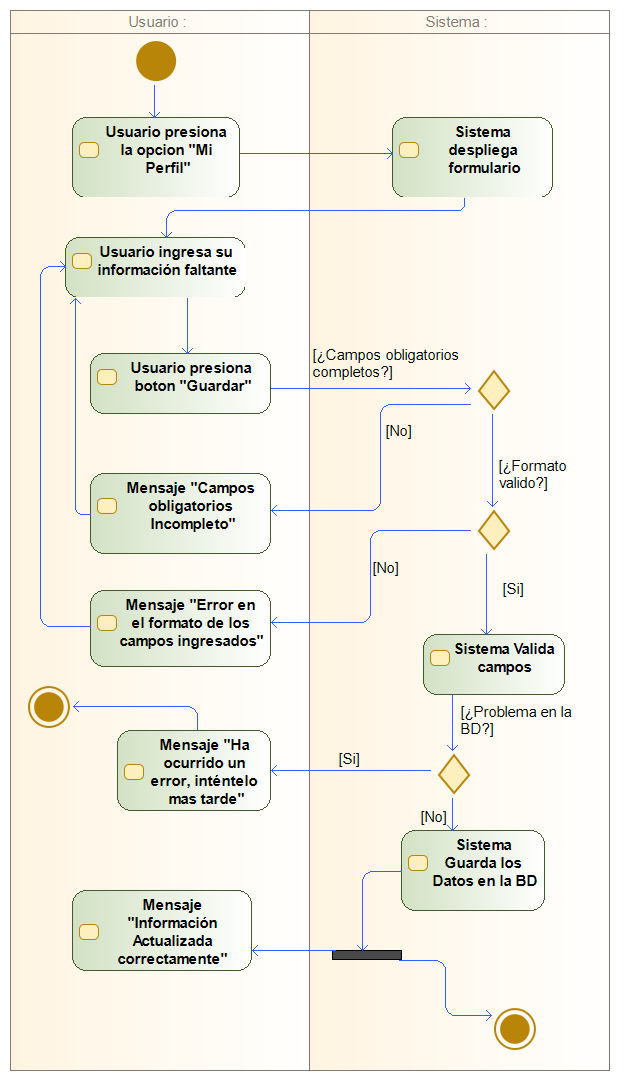 Usuario :
Sistema :
Usuario presiona
la opcion "Mi
Perfil"
Sistema
despliega
formulario
Usuario ingresa su
información faltante
Usuario presiona
boton "Guardar"
[¿Campos obligatorios
completos?]
[No]
[¿Formato
valido?]
Mensaje "Campos
obligatorios
Incompleto"
[No]
[Si]
Mensaje "Error en
el formato de los
campos ingresados"
Sistema Valida
campos
[¿Problema en la
BD?]
Mensaje "Ha
ocurrido un
error, inténtelo
mas tarde"
[Si]
[No]
Sistema
Guarda los
Datos en la BD
Mensaje
"Información
Actualizada
correctamente"